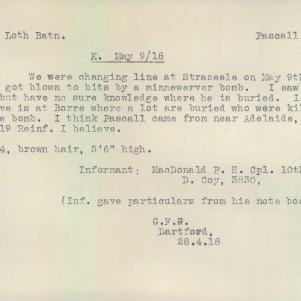 Loth Batn. Pascall
K. May 9/18
We were changing line at Strazeele on May 9th
got blown to bits by a minnewerver bomb. I saw
but have no sure knowledge where he is buried. I
ve is at Borre where a lot are buried who were kil
e bomb. I think Pascall came from near Adelaide,
19 Reinf. I believe.
4, brown hair, 5'6" high.
Informant: MacDonald P. H. Cpl. 10th
D. Coy, 3830,
(Inf. gave particulars from his note boo
G.F.R.
Dartford,
28.4.18